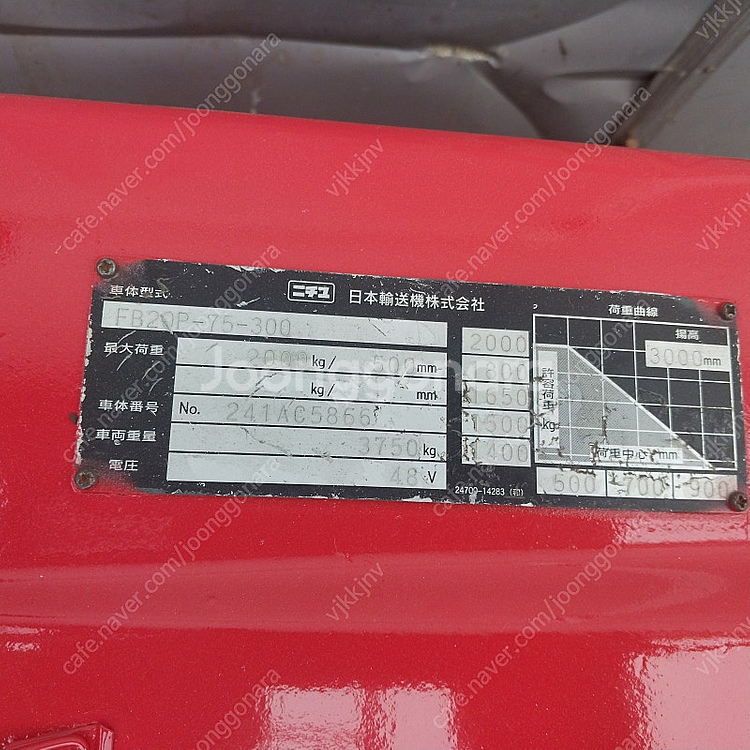 ニチユ 日本輸送機株式会社
車体型式
FB20P-75-300
最大荷重
2000 kg/ 500 mm
kg/ mm
車体番号 No. 241AC5866
車両重量 3750 kg
電圧 48 V
荷重曲線
揚高
3000mm
2000
1650
1500
1400
許容荷重 kg
荷重中心 mm
500 700 900
24700-14283
Joonggonara
cafe.naver.com/joonggonara
vjkkjnv